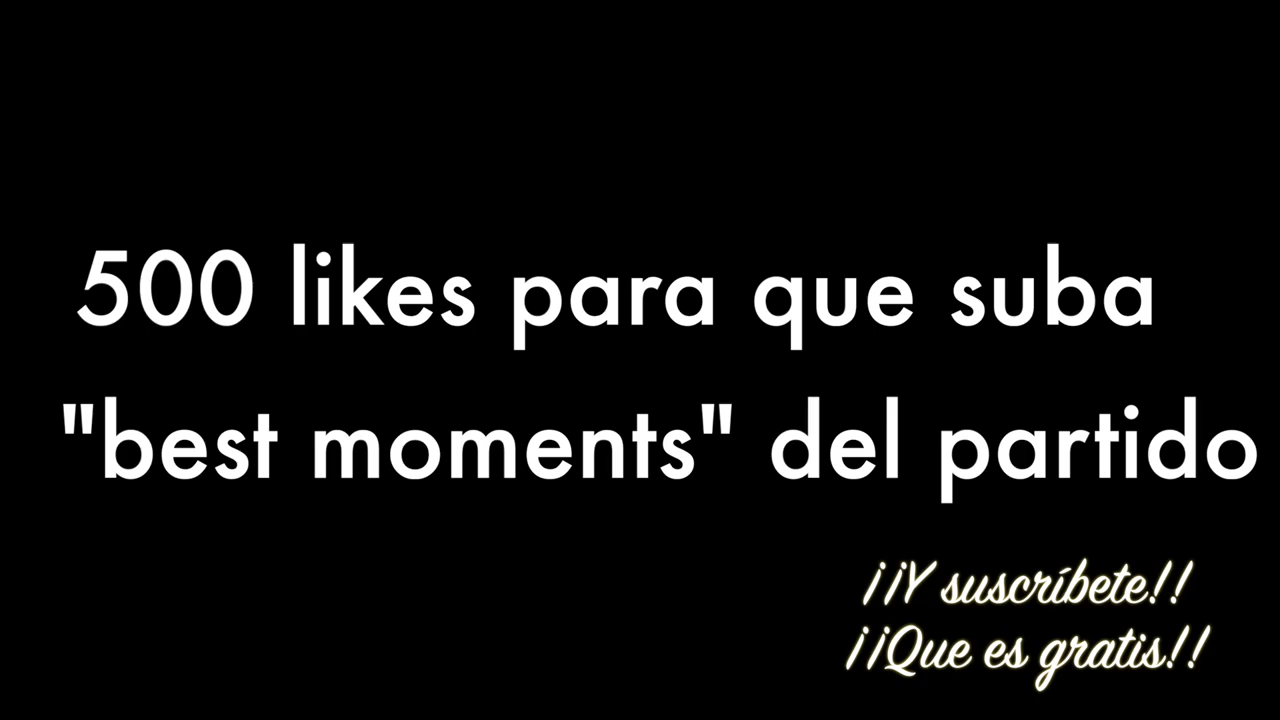 500 likes para que suba
"best moments" del partido
¡¡Y suscríbete!!
¡¡Que es gratis!!